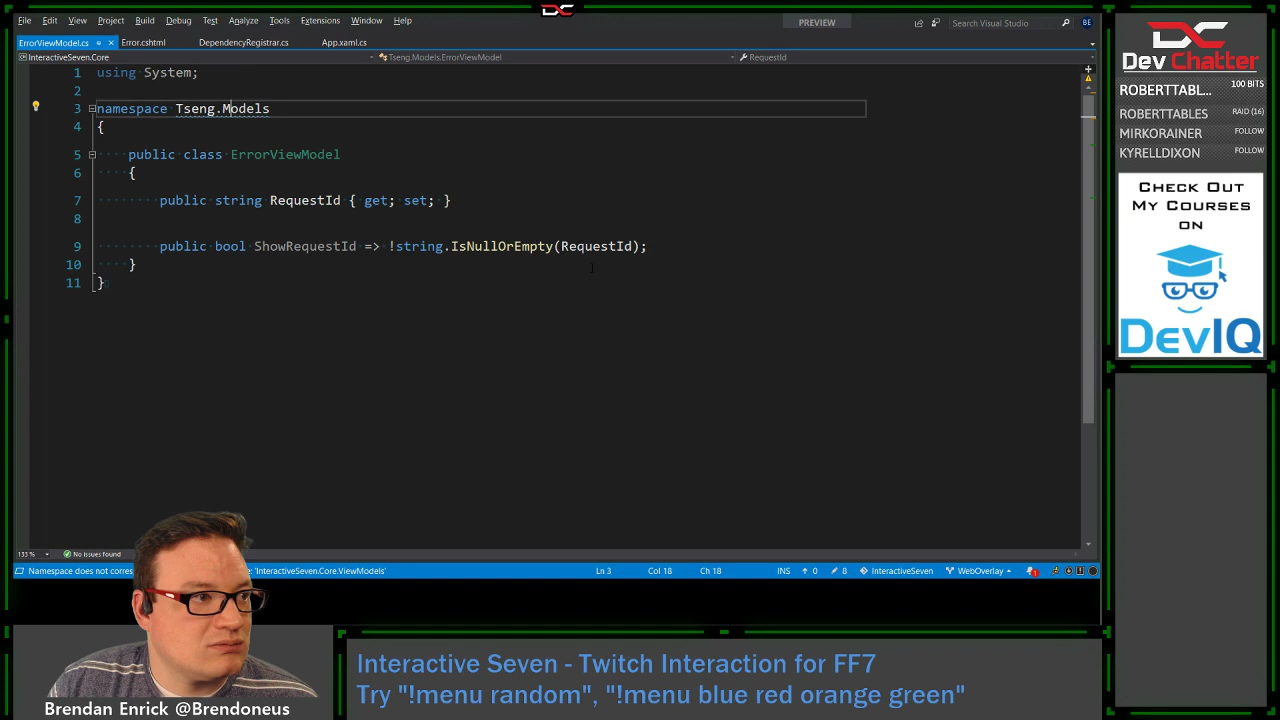 File Edit View Project Build Debug Test Analyze Tools Extensions Window Help PREVIEW Search Visual Studio BE
ErrorViewModel.cs Error.cshtml DependencyRegistrar.cs App.xaml.cs
InteractiveSeven.Core Tseng.Models.ErrorViewModel RequestId
1 using System;
2
3 namespace Tseng.Models
4 {
5 public class ErrorViewModel
6 {
7 public string RequestId { get; set; }
8
9 public bool ShowRequestId => !string.IsNullOrEmpty(RequestId);
10 }
11 }
133 % No issues found
Namespace does not corres : 'InteractiveSeven.Core.ViewModels' Ln 3 Col 18 Ch 18 INS 0 8 InteractiveSeven WebOverlay 1
DC
Dev Chatter
ROBERTTABL... 100 BITS
ROBERTTABLES RAID (16)
MIRKORAINER FOLLOW
KYRELLDIXON FOLLOW
CHECK OUT
MY COURSES
ON
DevIQ
Brendan Enrick @Brendoneus
Interactive Seven - Twitch Interaction for FF7
Try "!menu random", "!menu blue red orange green"